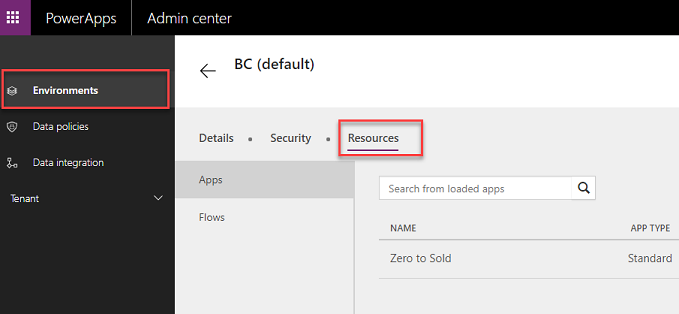 PowerApps Admin center
BC (default)
Environments
Data policies
Data integration
Tenant
Details • Security • Resources
Apps
Flows
Search from loaded apps
NAME APP TYPE
Zero to Sold Standard